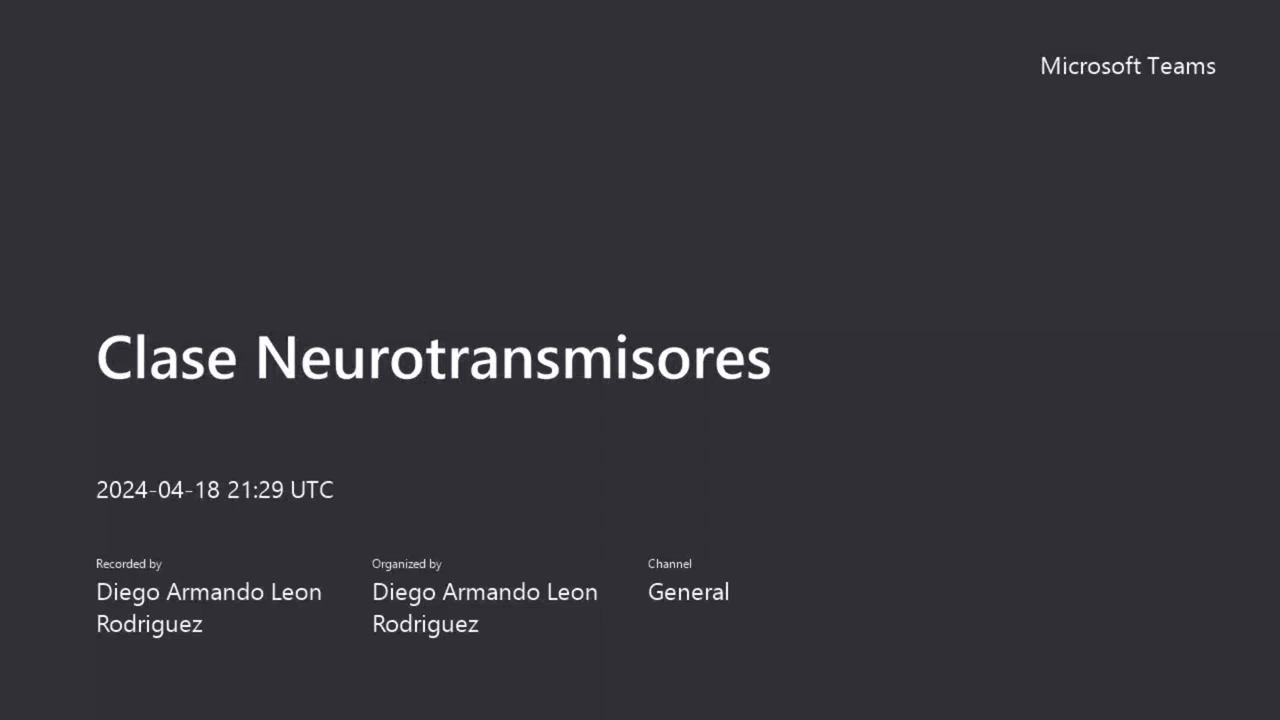 Microsoft Teams
Clase Neurotransmisores
2024-04-18 21:29 UTC
Recorded by
Diego Armando Leon
Rodriguez
Organized by
Diego Armando Leon
Rodriguez
Channel
General